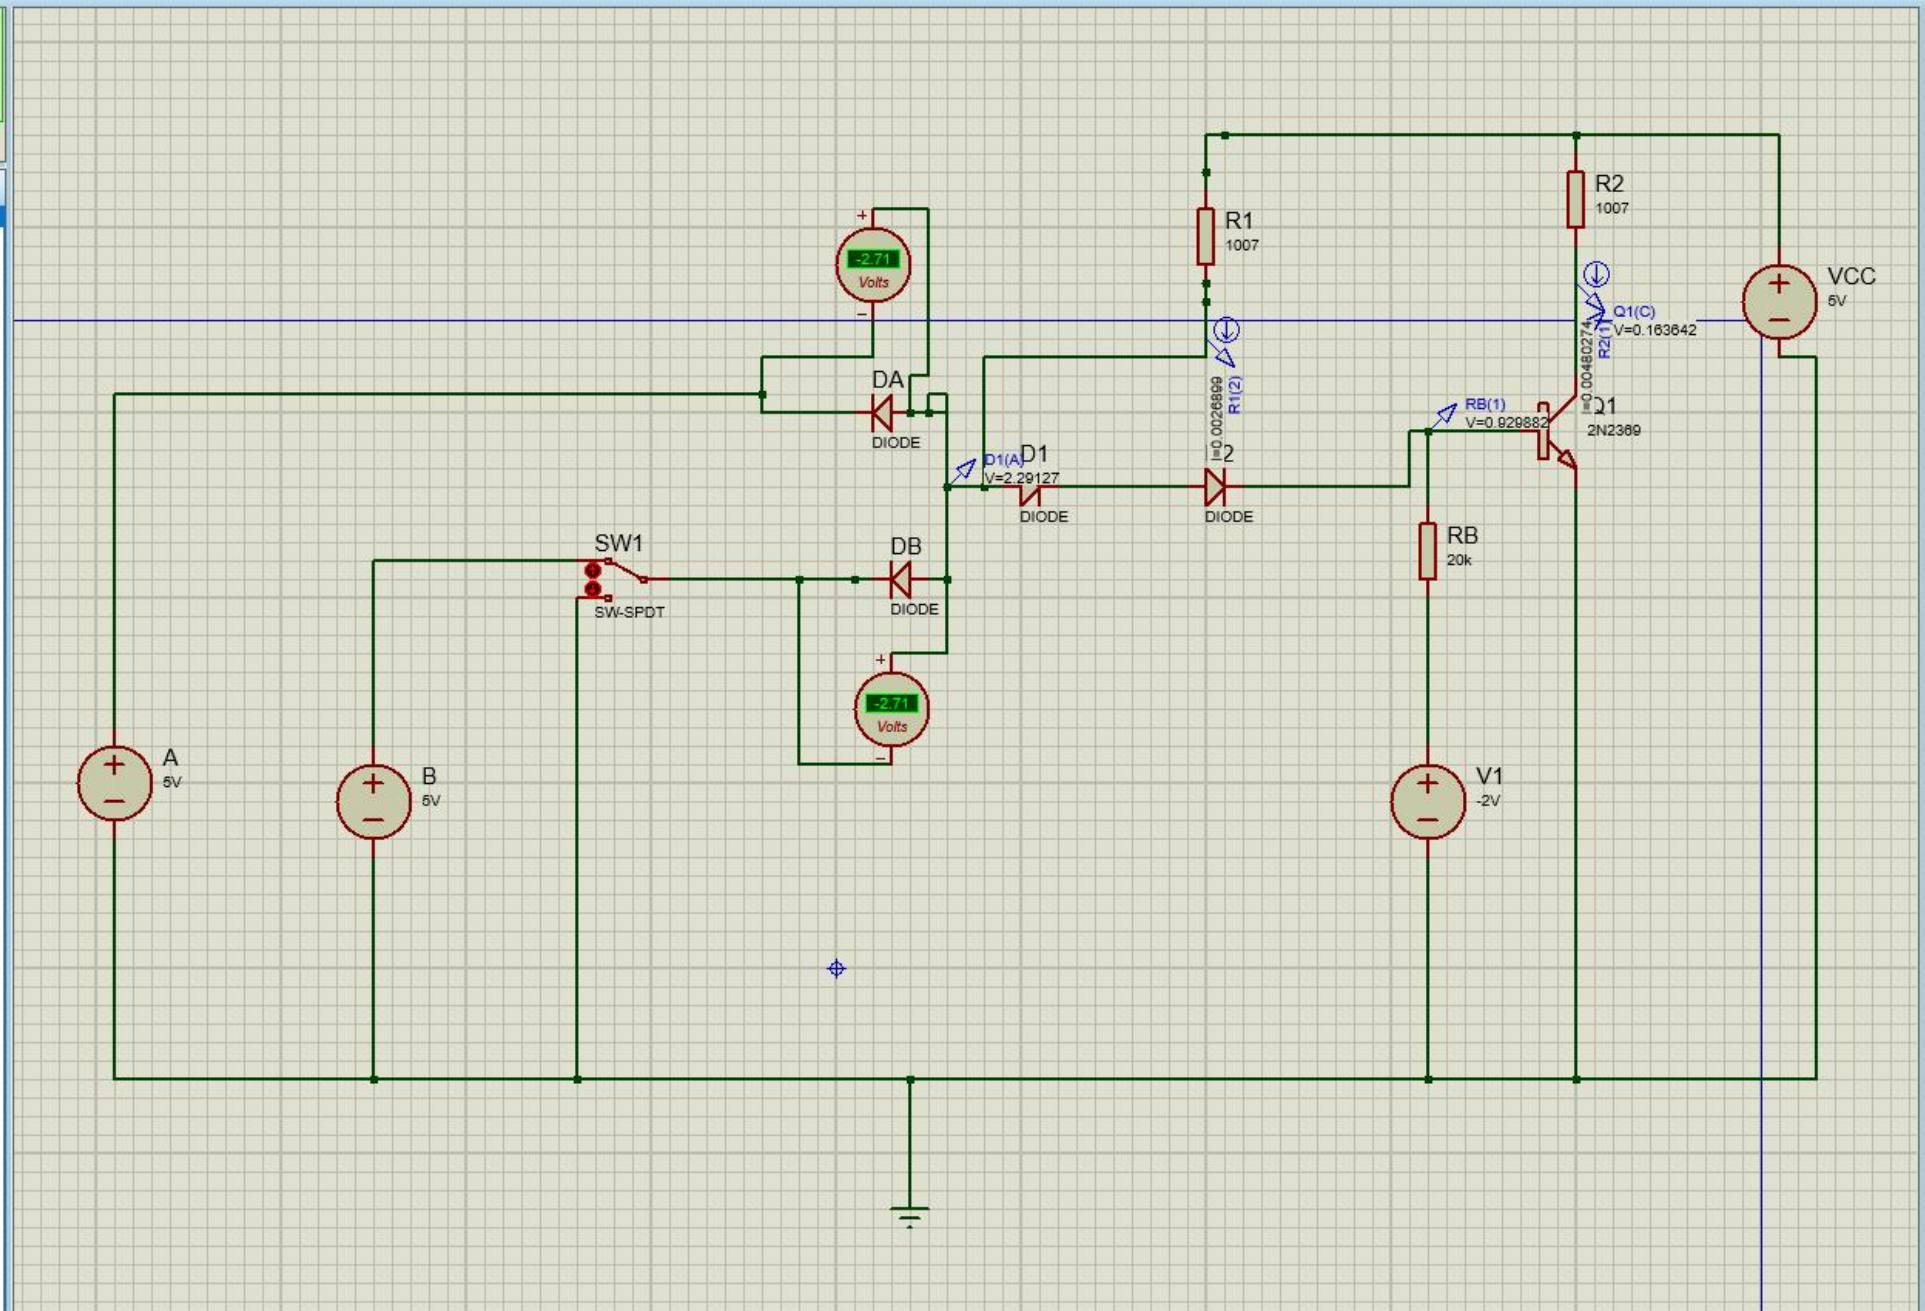 R2
1007
R1
1007
+
-2.71
Volts
VCC
5V
Q1(C)
V=0.163642
R2(1)
I=0.00480274
R1(2)
I=0.0026899
DA
DIODE
RB(1)
V=0.929882
Q1
2N2369
D1(A)
D1
V=2.29127
DIODE
2
DIODE
SW1
SW-SPDT
DB
DIODE
RB
20k
+
-2.71
Volts
A
5V
B
5V
V1
-2V